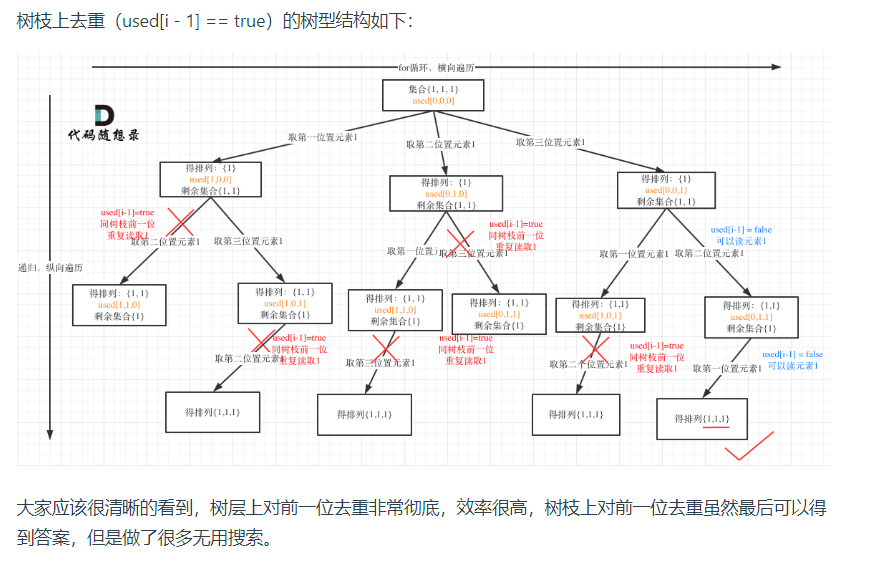 树枝上去重（used[i - 1] == true）的树型结构如下：
for循环，横向遍历
集合{1, 1, 1}
used[0,0,0]
代码随想录
取第一位置元素1
取第二位置元素1
取第三位置元素1
得排列：{1}
used[1,0,0]
剩余集合{1, 1}
得排列：{1}
used[0,1,0]
剩余集合{1, 1}
得排列：{1}
used[0,0,1]
剩余集合{1, 1}
used[i-1]=true
同树枝前一位
重复读取1
取第二位置元素1
取第三位置元素1
used[i-1]=true
同树枝前一位
重复读取1
取第一位置元
取第三位置元素1
used[i-1] = false
可以读元素1
取第一位置元素1
取第二位置元素1
递归，纵向遍历
得排列：{1, 1}
used[1,1,0]
剩余集合{1}
得排列：{1, 1}
used[1,0,1]
剩余集合{1}
得排列：{1, 1}
used[1,1,0]
剩余集合{1}
得排列：{1, 1}
used[0,1,1]
剩余集合{1}
得排列：{1,1}
used[1,0,1]
剩余集合{1}
得排列：{1,1}
used[0,1,1]
剩余集合{1}
used[i-1]=true
同树枝前一位
重复读取1
取第二位置元素1
used[i-1]=true
同树枝前一位
重复读取1
取第三位置元素1
used[i-1]=true
同树枝前一位
重复读取1
取第二个位置元素1
used[i-1] = false
可以读元素1
取第一位置元素1
得排列{1,1,1}
得排列{1,1,1}
得排列{1,1,1}
得排列{1,1,1}
大家应该很清晰的看到，树层上对前一位去重非常彻底，效率很高，树枝上对前一位去重虽然最后可以得
到答案，但是做了很多无用搜索。